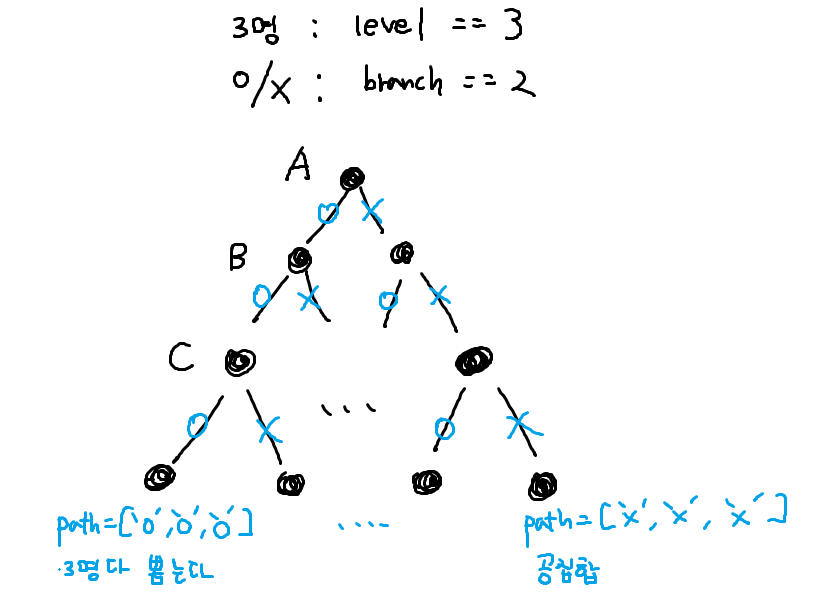 3명 : level == 3
O/X : branch == 2
A
O X
B
O X O X
C
...
O X O X
path=['O','O','O'] .... path=['X','X','X']
3명 다 뽑는다 공집합